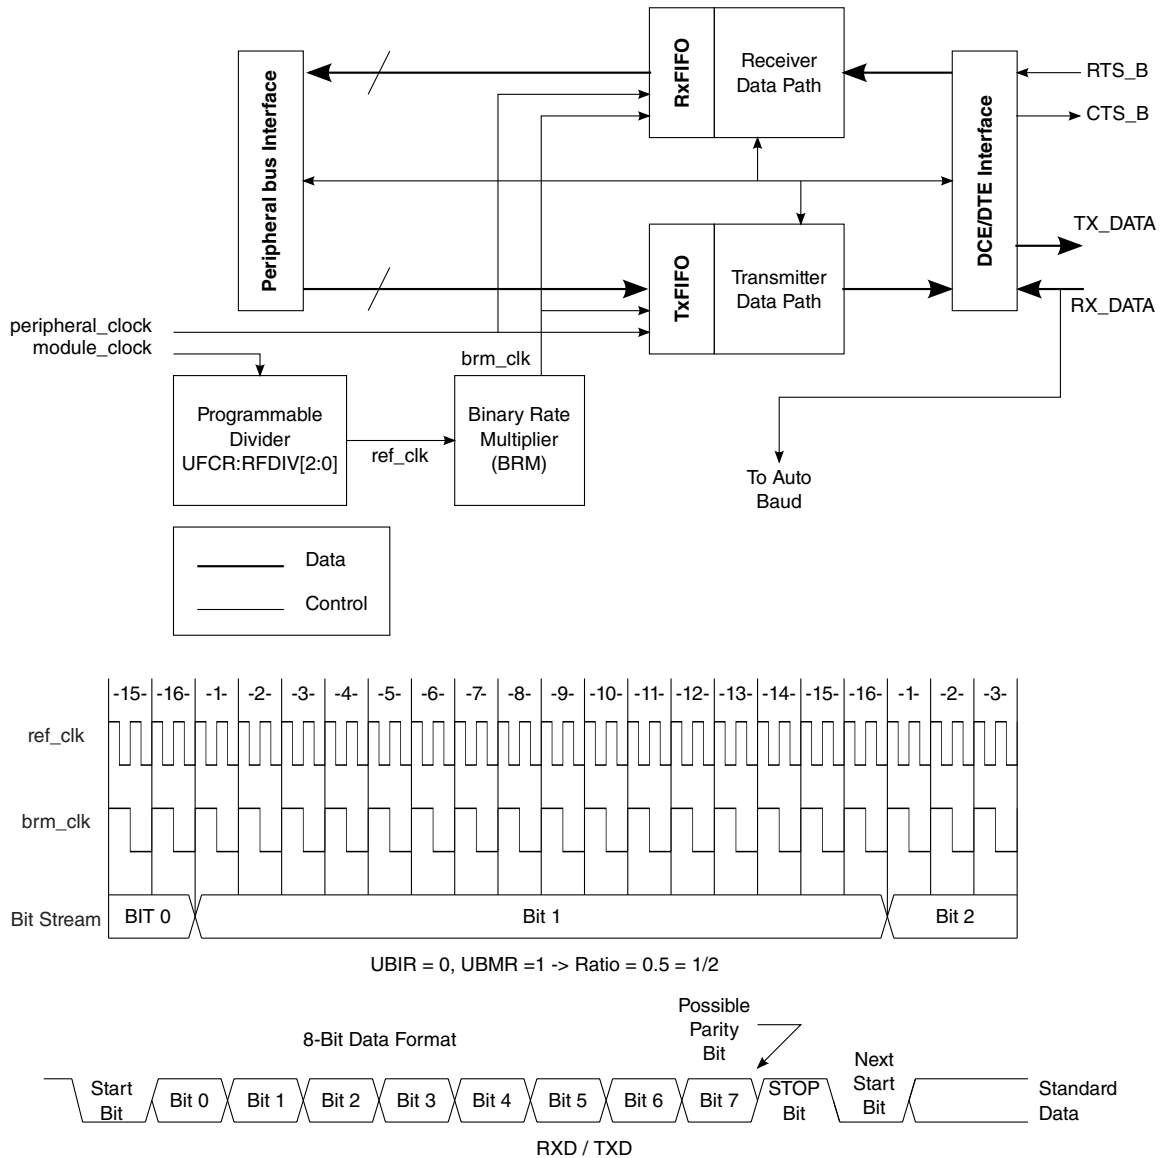 Peripheral bus Interface
RxFIFO
Receiver
Data Path
DCE/DTE Interface
RTS_B
CTS_B
TX_DATA
RX_DATA
TxFIFO
Transmitter
Data Path
peripheral_clock
module_clock
brm_clk
Programmable
Divider
UFCR:RFDIV[2:0]
ref_clk
Binary Rate
Multiplier
(BRM)
To Auto
Baud
Data
Control
-15- -16- -1- -2- -3- -4- -5- -6- -7- -8- -9- -10- -11- -12- -13- -14- -15- -16- -1- -2- -3-
ref_clk
brm_clk
Bit Stream BIT 0 Bit 1 Bit 2
UBIR = 0, UBMR =1 -> Ratio = 0.5 = 1/2
8-Bit Data Format
Possible
Parity
Bit
Start
Bit
Bit 0 Bit 1 Bit 2 Bit 3 Bit 4 Bit 5 Bit 6 Bit 7
STOP
Bit
Next
Start
Bit
Standard
Data
RXD / TXD